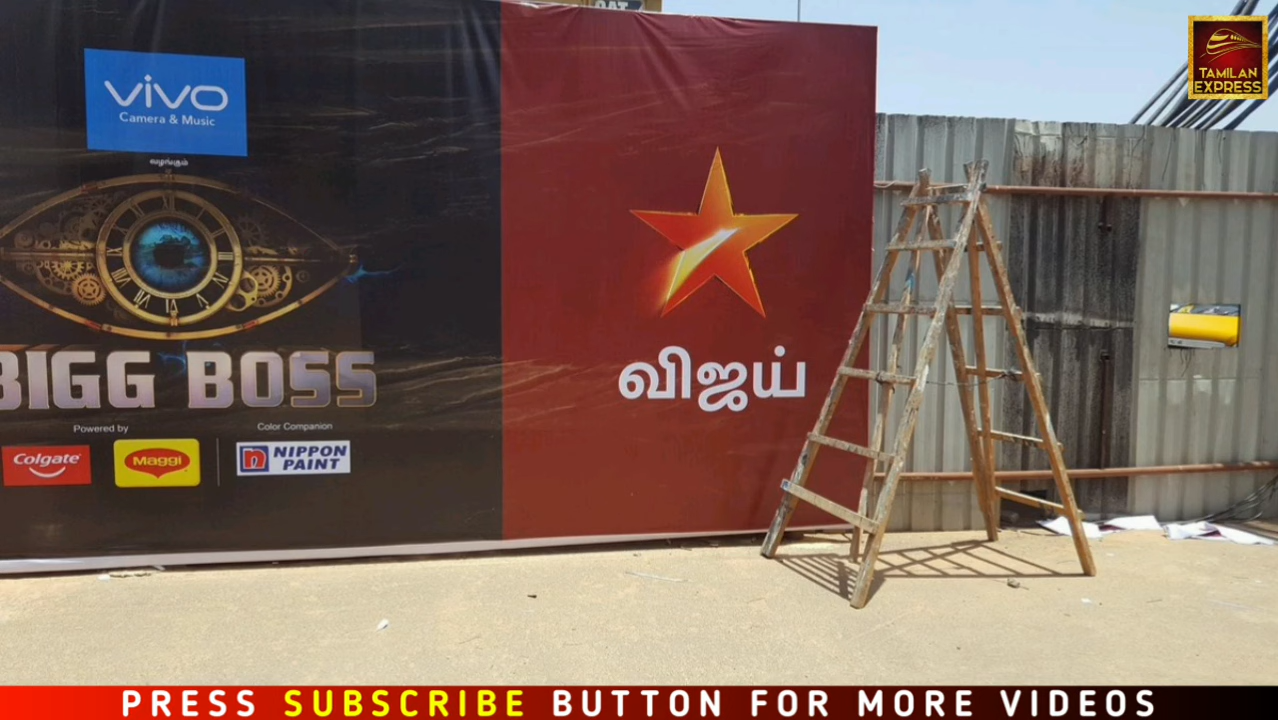 vivo
Camera & Music
வழங்கும்
BIGG BOSS
Powered by
Color Companion
Colgate
Maggi
NIPPON
PAINT
விஜய்
TAMILAN
EXPRESS
PRESS SUBSCRIBE BUTTON FOR MORE VIDEOS